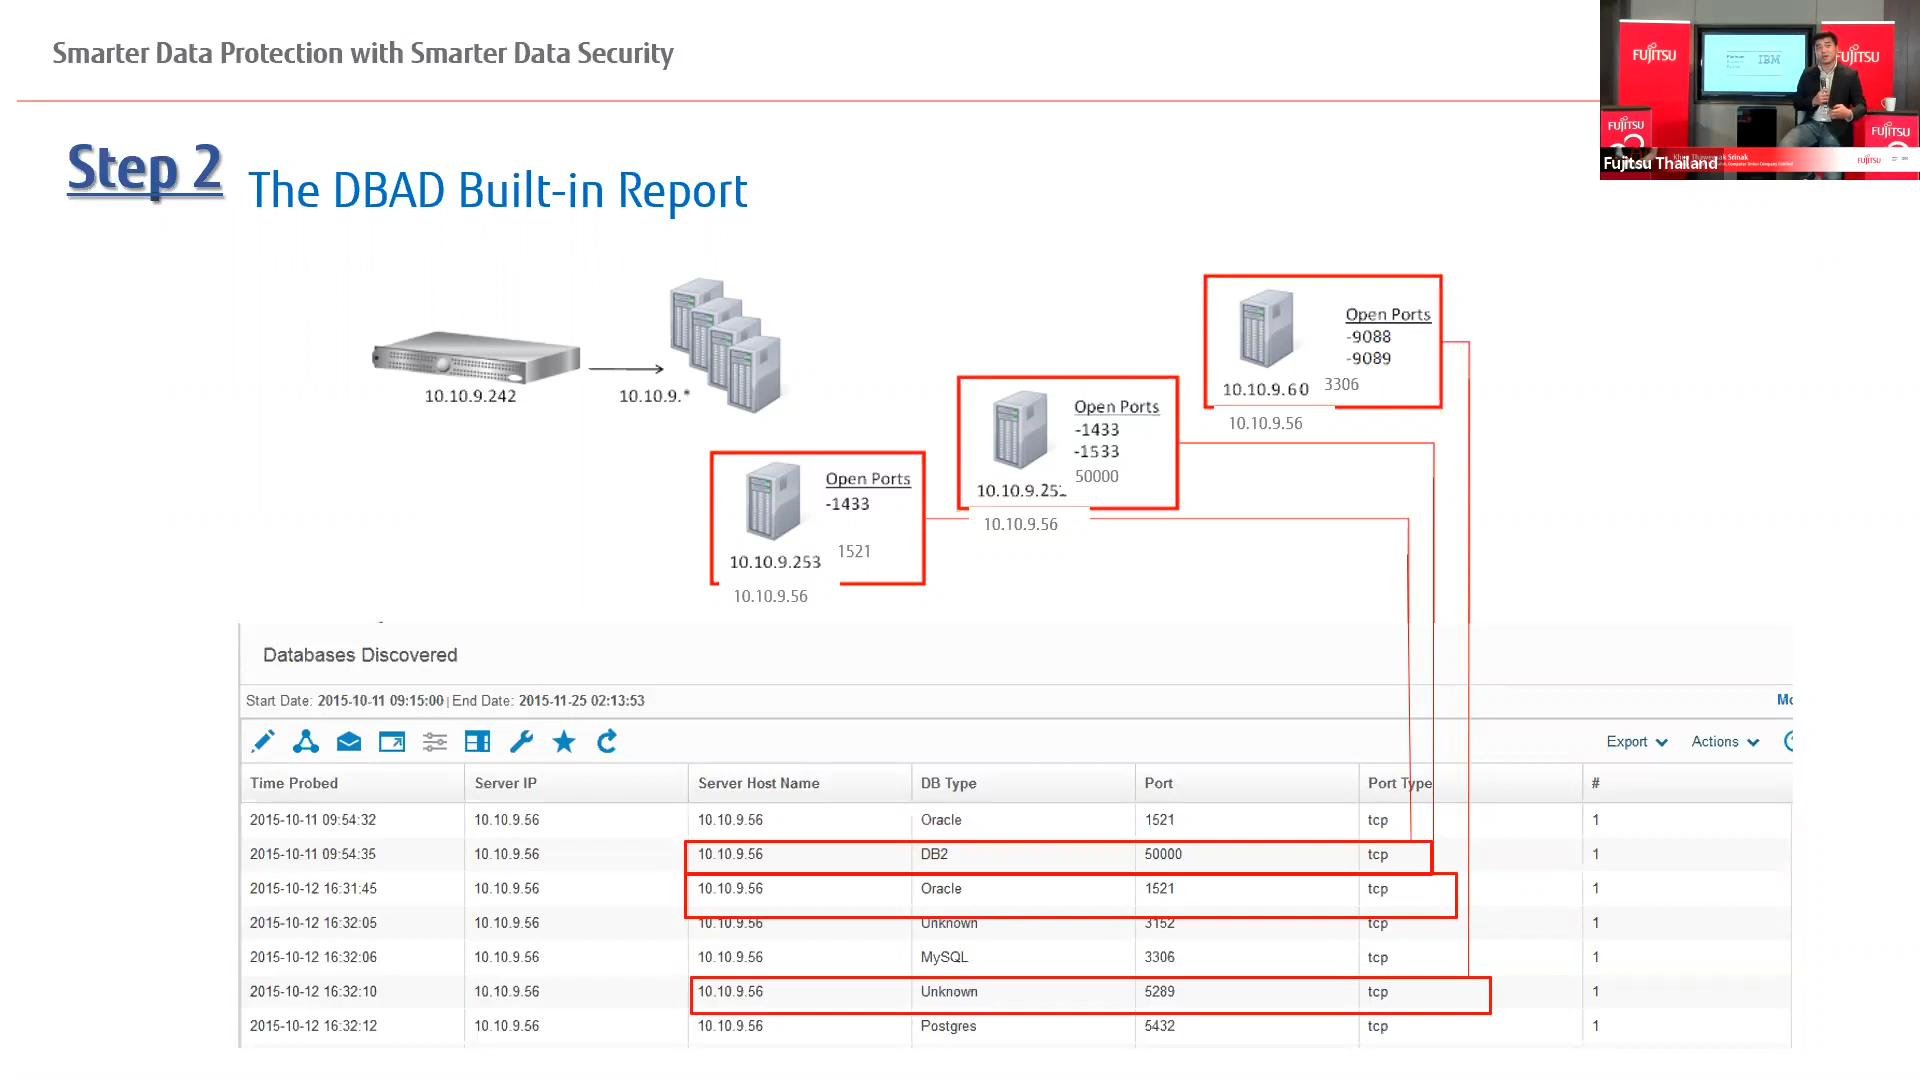 Smarter Data Protection with Smarter Data Security
FUJITSU
IBM
FUJITSU
FUJITSU
FUJITSU
Fujitsu Thailand
FUJITSU
Step 2
The DBAD Built-in Report
10.10.9.242
10.10.9.*
Open Ports
-9088
-9089
10.10.9.60
3306
10.10.9.56
Open Ports
-1433
-1533
50000
10.10.9.56
Open Ports
-1433
10.10.9.253
1521
10.10.9.56
Databases Discovered
Start Date: 2015-10-11 09:15:00 | End Date: 2015-11-25 02:13:53
Export Actions
Time Probed Server IP Server Host Name DB Type Port Port Type #
2015-10-11 09:54:32 10.10.9.56 10.10.9.56 Oracle 1521 tcp 1
2015-10-11 09:54:35 10.10.9.56 10.10.9.56 DB2 50000 tcp 1
2015-10-12 16:31:45 10.10.9.56 10.10.9.56 Oracle 1521 tcp 1
2015-10-12 16:32:05 10.10.9.56 10.10.9.56 Unknown 3152 tcp 1
2015-10-12 16:32:06 10.10.9.56 10.10.9.56 MySQL 3306 tcp 1
2015-10-12 16:32:10 10.10.9.56 10.10.9.56 Unknown 5289 tcp 1
2015-10-12 16:32:12 10.10.9.56 10.10.9.56 Postgres 5432 tcp 1